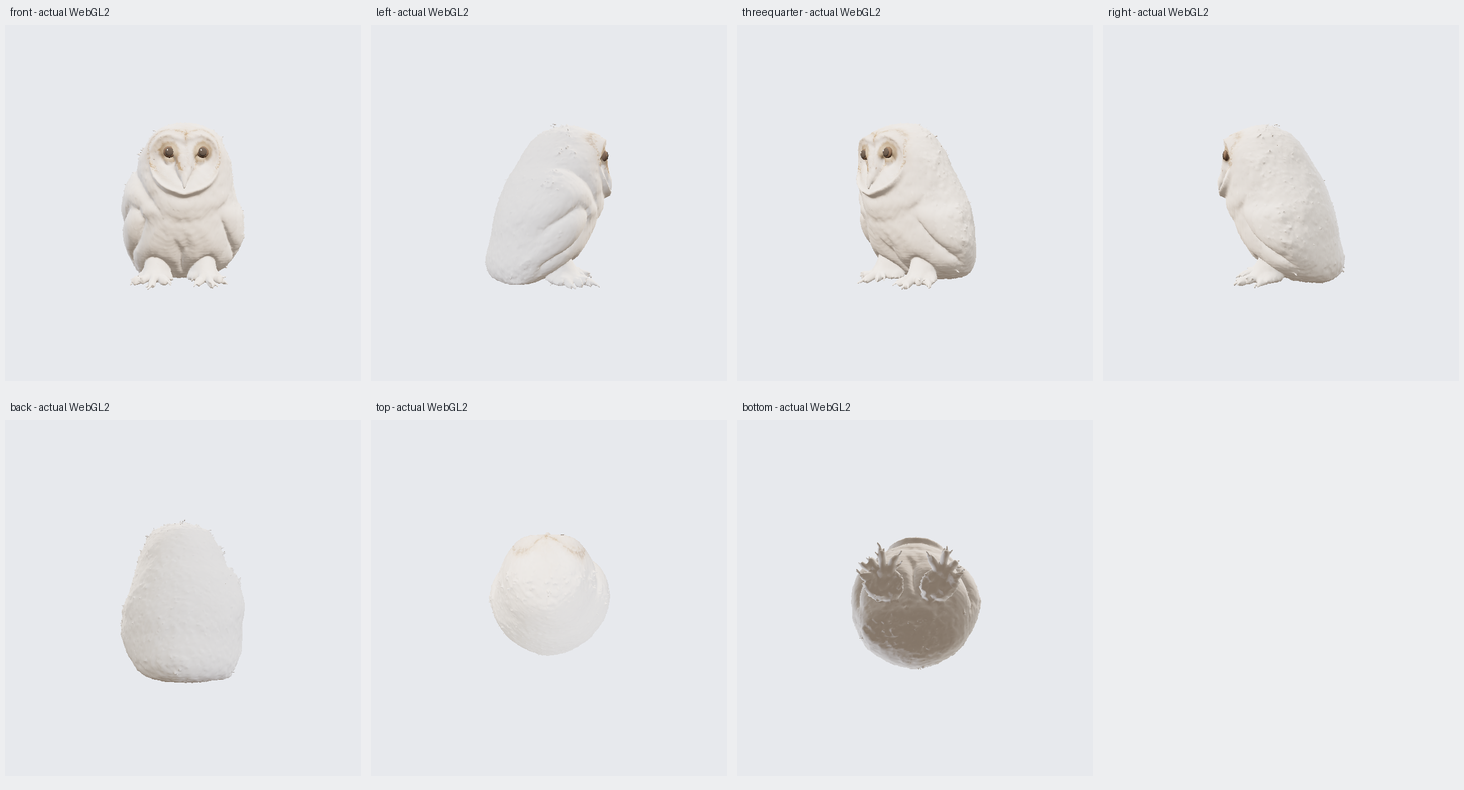 front - actual WebGL2
left - actual WebGL2
threequarter - actual WebGL2
right - actual WebGL2
back - actual WebGL2
top - actual WebGL2
bottom - actual WebGL2